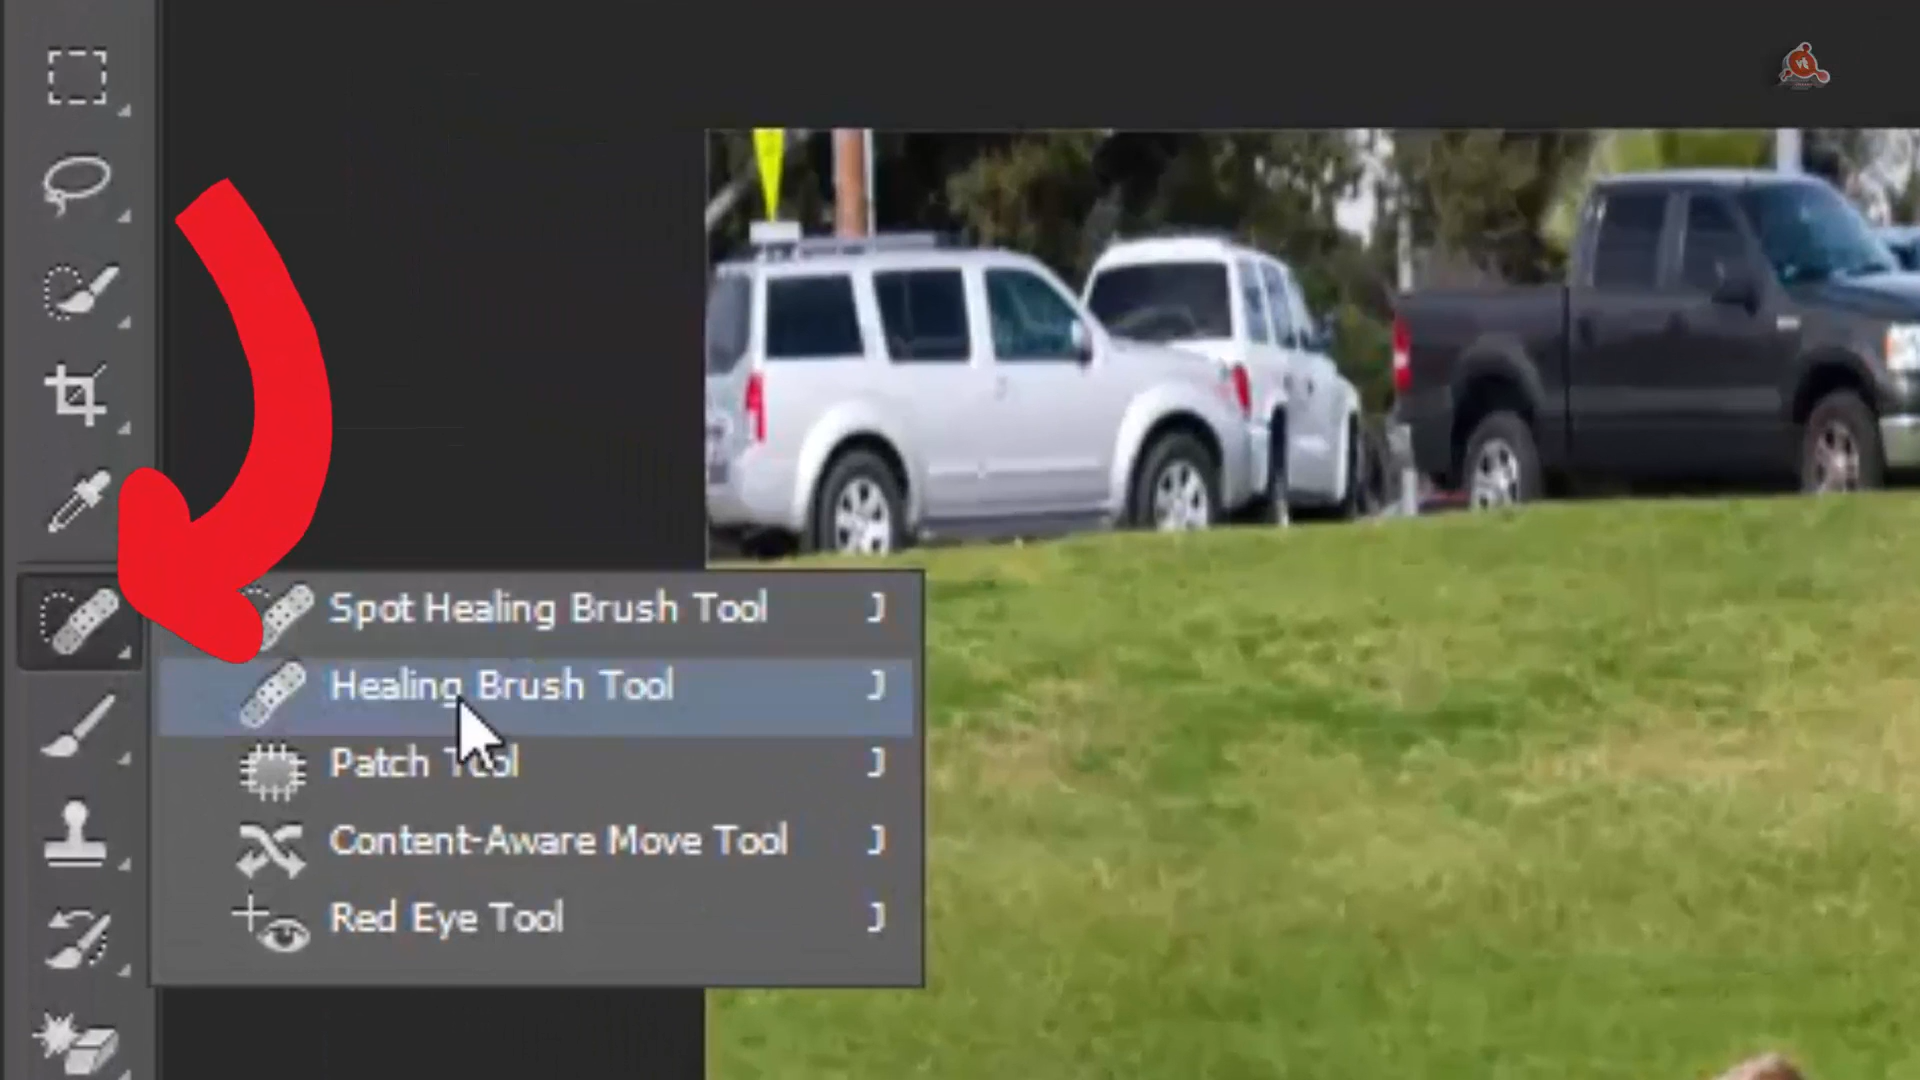 Spot Healing Brush Tool J
Healing Brush Tool J
Patch Tool J
Content-Aware Move Tool J
Red Eye Tool J